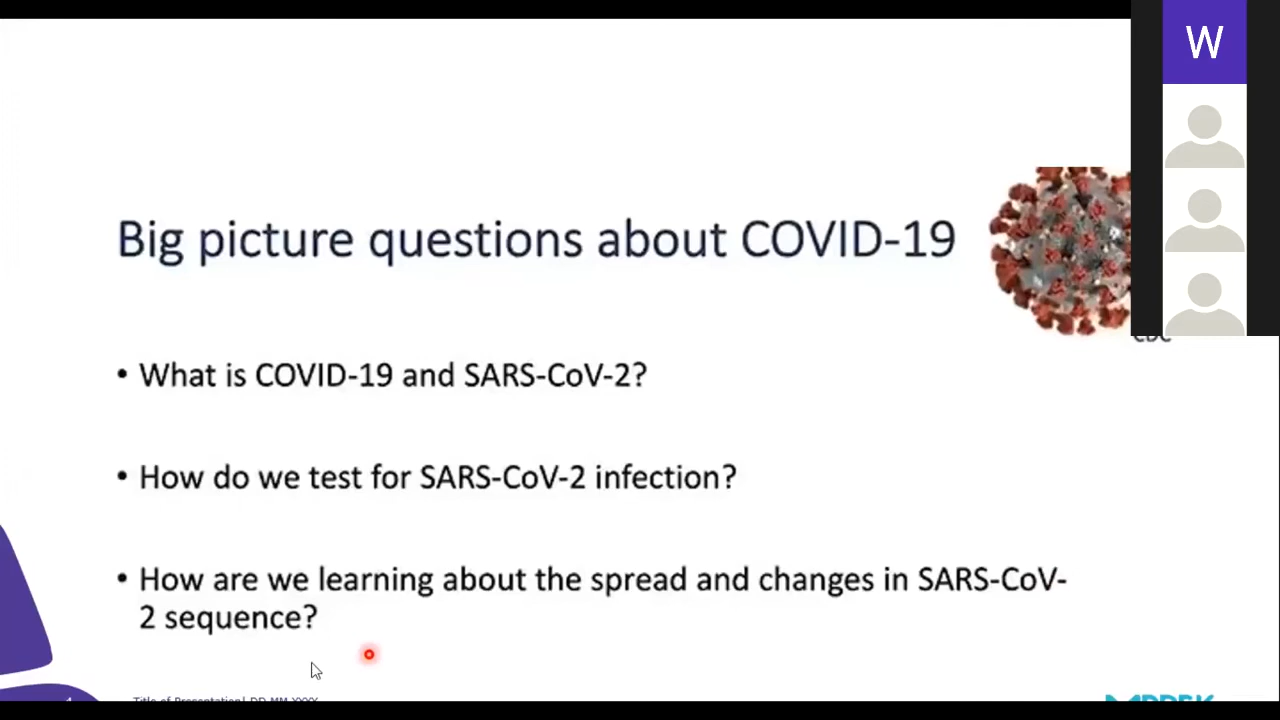 W
Big picture questions about COVID-19
CDC
• What is COVID-19 and SARS-CoV-2?
• How do we test for SARS-CoV-2 infection?
• How are we learning about the spread and changes in SARS-CoV-
2 sequence?
Title of Presentation| DD MM YYYY